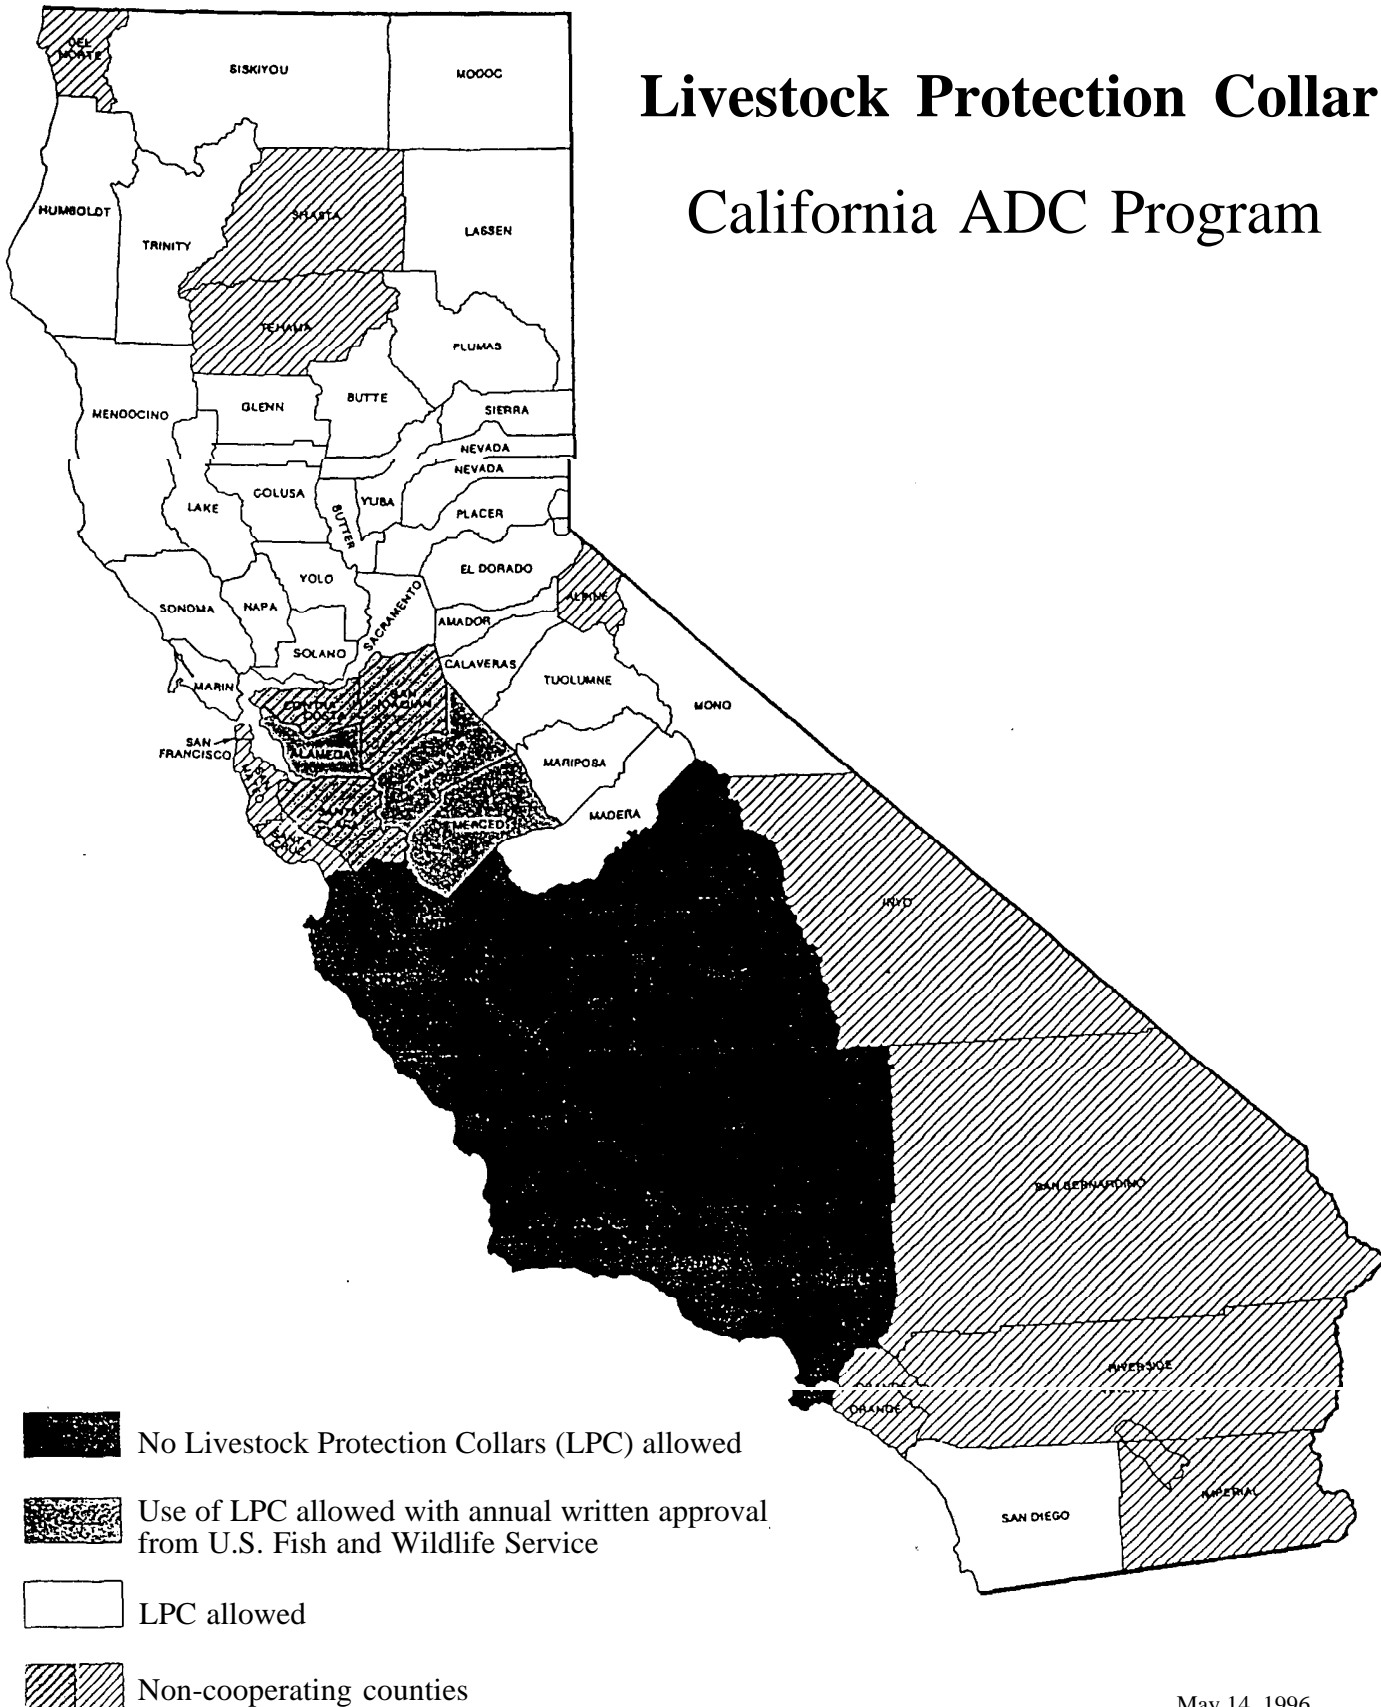 Livestock Protection Collar
California ADC Program
DEL
NORTE
SISKIYOU
MODOC
HUMBOLDT
TRINITY
SHASTA
LASSEN
TEHAMA
PLUMAS
MENDOCINO
GLENN
BUTTE
SIERRA
NEVADA
NEVADA
LAKE
COLUSA
BUTTER
YUBA
PLACER
YOLO
EL DORADO
SONOMA
NAPA
SACRAMENTO
ALPINE
AMADOR
SOLANO
CALAVERAS
MARIN
TUOLUMNE
CONTRA
COSTA
SAN
JOAQUIN
MONO
SAN
FRANCISCO
ALAMEDA
MARIPOSA
SANTA
MERCED
MADERA
INYO
SAN BERNARDINO
RIVERSIDE
ORANGE
IMPERIAL
SAN DIEGO
No Livestock Protection Collars (LPC) allowed
Use of LPC allowed with annual written approval
from U.S. Fish and Wildlife Service
LPC allowed
Non-cooperating counties
May 14, 1996